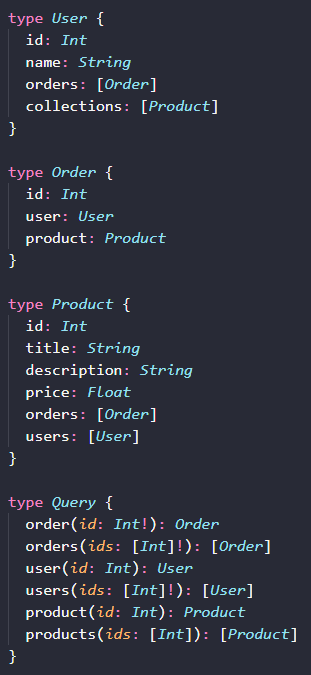 type User {
  id: Int
  name: String
  orders: [Order]
  collections: [Product]
}

type Order {
  id: Int
  user: User
  product: Product
}

type Product {
  id: Int
  title: String
  description: String
  price: Float
  orders: [Order]
  users: [User]
}

type Query {
  order(id: Int!): Order
  orders(ids: [Int]!): [Order]
  user(id: Int): User
  users(ids: [Int]!): [User]
  product(id: Int): Product
  products(ids: [Int]): [Product]
}